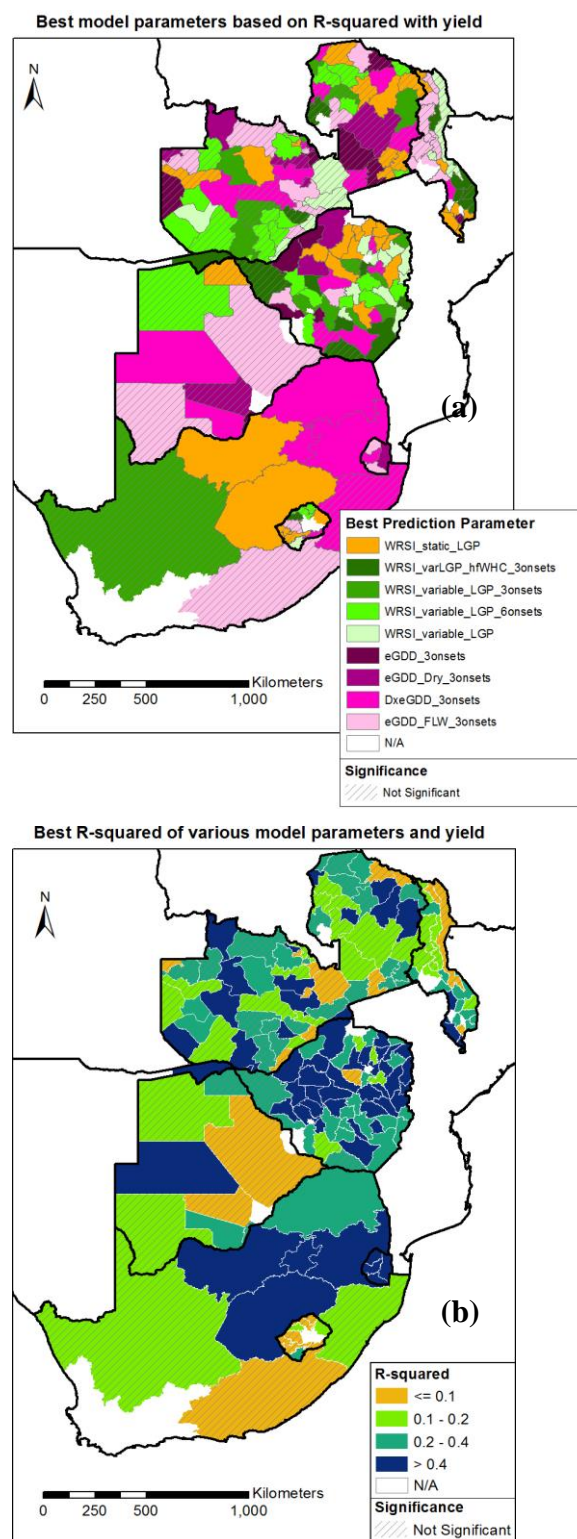 Best model parameters based on R-squared with yield
N
(a)
Best Prediction Parameter
WRSI_static_LGP
WRSI_varLGP_hfWHC_3onsets
WRSI_variable_LGP_3onsets
WRSI_variable_LGP_6onsets
WRSI_variable_LGP
eGDD_3onsets
eGDD_Dry_3onsets
DxeGDD_3onsets
eGDD_FLW_3onsets
N/A
Significance
Not Significant
Kilometers
0 250 500 1,000
Best R-squared of various model parameters and yield
N
(b)
R-squared
<= 0.1
0.1 - 0.2
0.2 - 0.4
> 0.4
N/A
Significance
Not Significant
Kilometers
0 250 500 1,000